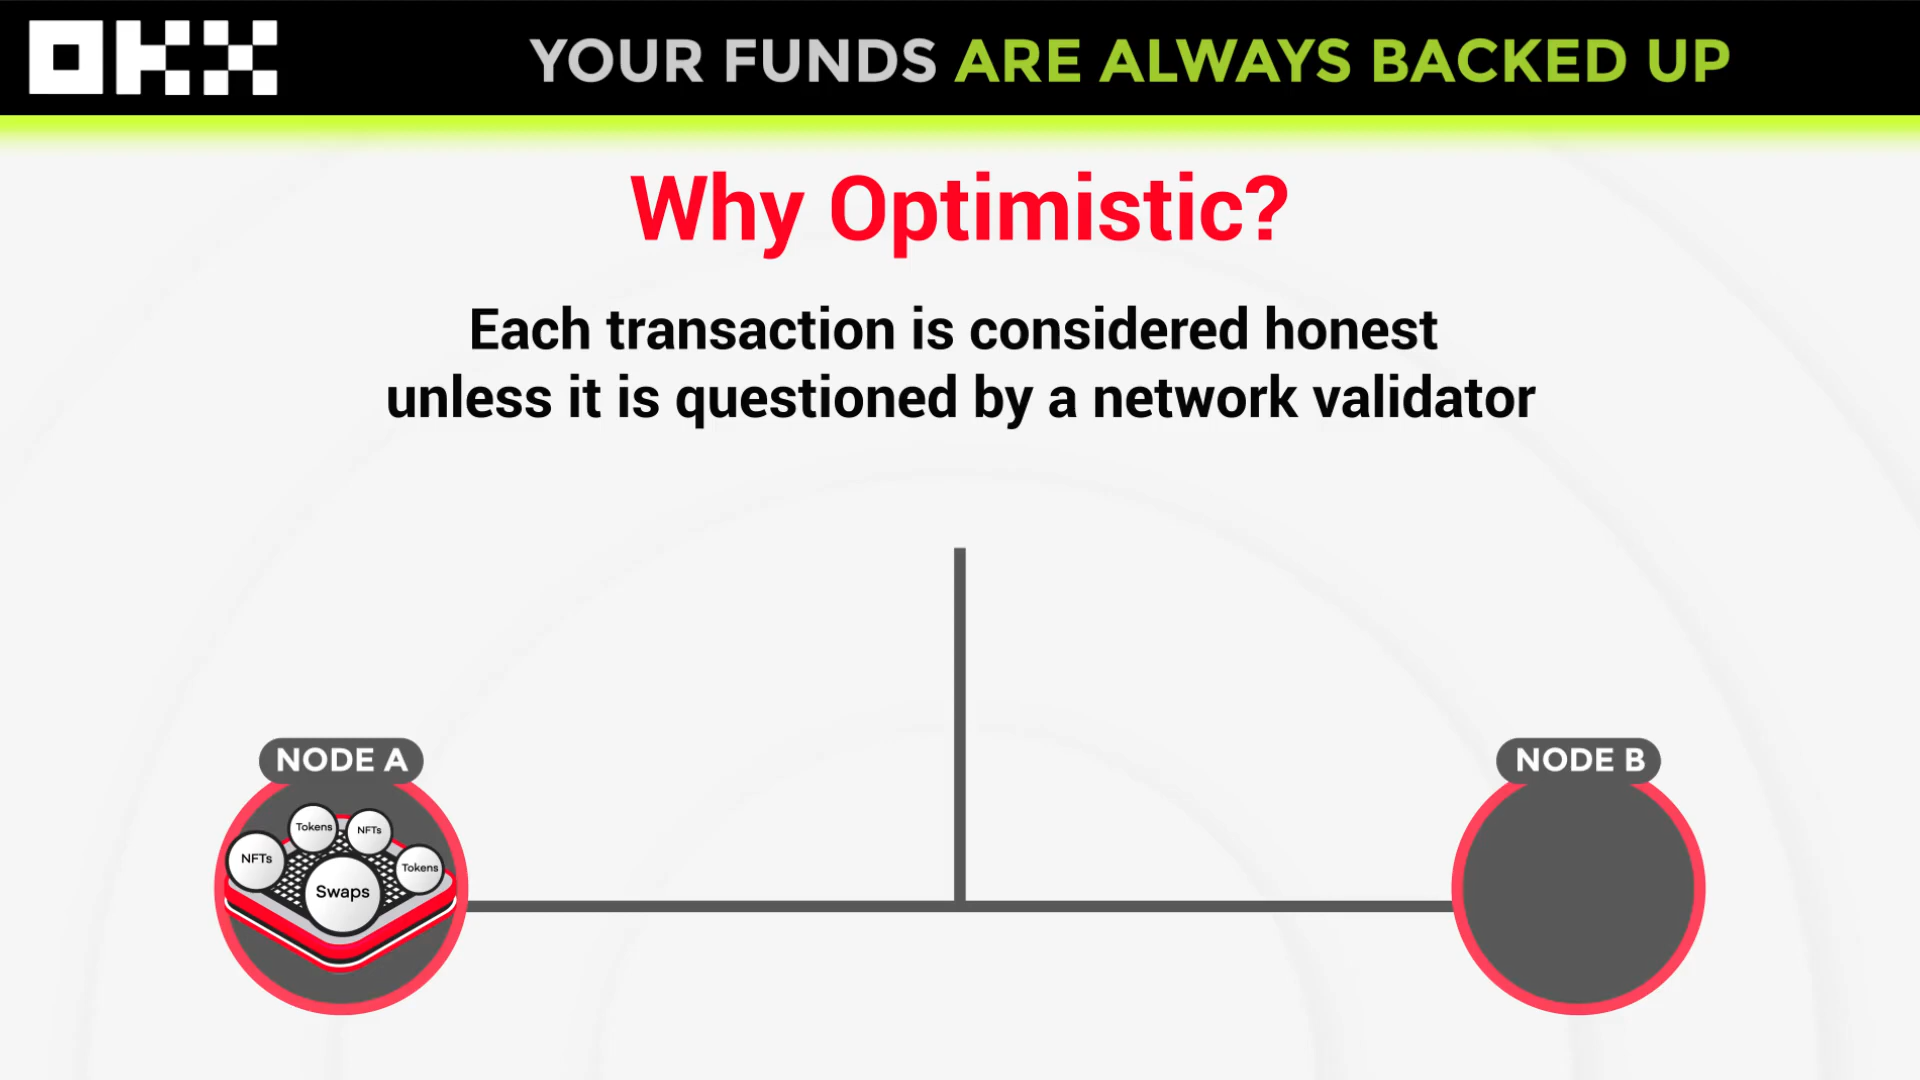 OKX
YOUR FUNDS ARE ALWAYS BACKED UP
Why Optimistic?
Each transaction is considered honest
unless it is questioned by a network validator
NODE A
NODE B
Tokens
NFTs
NFTs
Tokens
Swaps